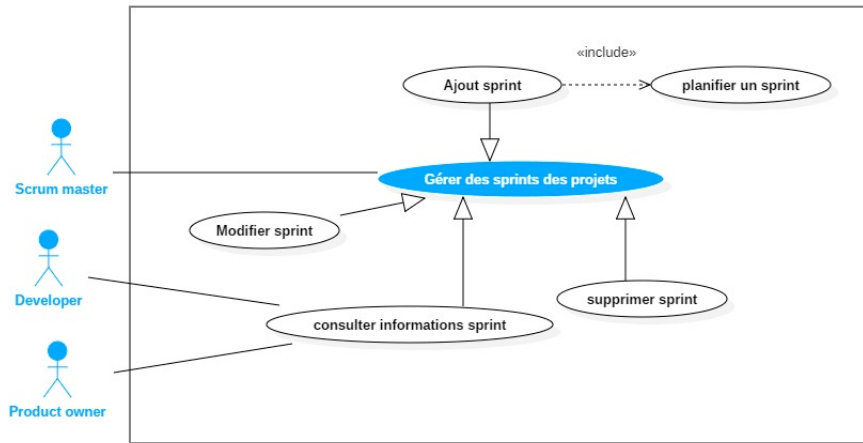 «include»
Ajout sprint
planifier un sprint
Scrum master
Gérer des sprints des projets
Modifier sprint
Developer
supprimer sprint
consulter informations sprint
Product owner